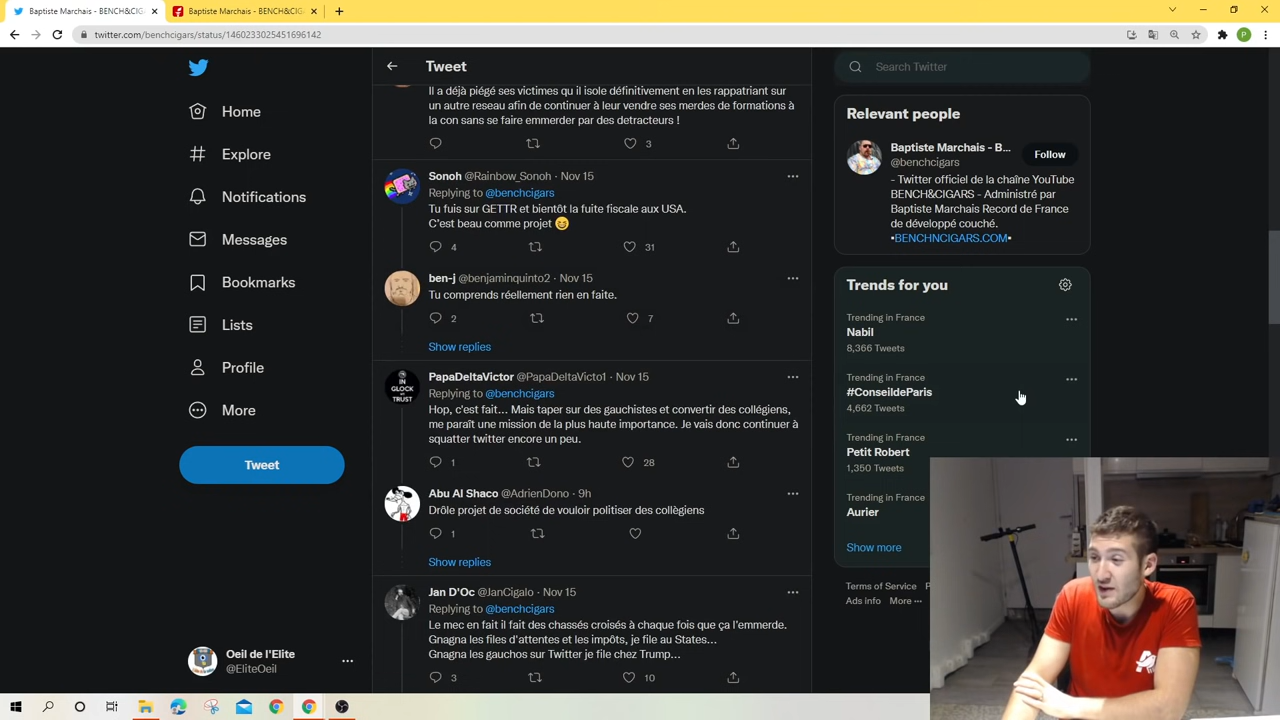 Baptiste Marchais - BENCH&CIGA
Baptiste Marchais - BENCH&CIG
twitter.com/benchcigars/status/1460233025451696142
P
Tweet
Search Twitter
Home
Explore
Notifications
Messages
Bookmarks
Lists
Profile
More
Tweet
Oeil de l'Elite
@EliteOeil
Il a déjà piégé ses victimes qu il isole définitivement en les rappatriant sur
un autre reseau afin de continuer à leur vendre ses merdes de formations à
la con sans se faire emmerder par des detracteurs !
3
Sonoh @Rainbow_Sonoh · Nov 15
Replying to @benchcigars
Tu fuis sur GETTR et bientôt la fuite fiscale aux USA.
C'est beau comme projet 😄
4 31
ben-j @benjaminquinto2 · Nov 15
Tu comprends réellement rien en faite.
2 7
Show replies
IN GLOCK WE TRUST
PapaDeltaVictor @PapaDeltaVicto1 · Nov 15
Replying to @benchcigars
Hop, c'est fait... Mais taper sur des gauchistes et convertir des collégiens,
me paraît une mission de la plus haute importance. Je vais donc continuer à
squatter twitter encore un peu.
1 28
Abu Al Shaco @AdrienDono · 9h
Drôle projet de société de vouloir politiser des collègiens
1
Show replies
Jan D'Oc @JanCigalo · Nov 15
Replying to @benchcigars
Le mec en fait il fait des chassés croisés à chaque fois que ça l'emmerde.
Gnagna les files d'attentes et les impôts, je file au States...
Gnagna les gauchos sur Twitter je file chez Trump...
3 10
Relevant people
Baptiste Marchais - B...
@benchcigars
Follow
- Twitter officiel de la chaîne YouTube
BENCH&CIGARS - Administré par
Baptiste Marchais Record de France
de développé couché.
•BENCHNCIGARS.COM•
Trends for you
Trending in France
Nabil
8,366 Tweets
Trending in France
#ConseildeParis
4,662 Tweets
Trending in France
Petit Robert
1,350 Tweets
Trending in France
Aurier
Show more
Terms of Service P
Ads info More ···